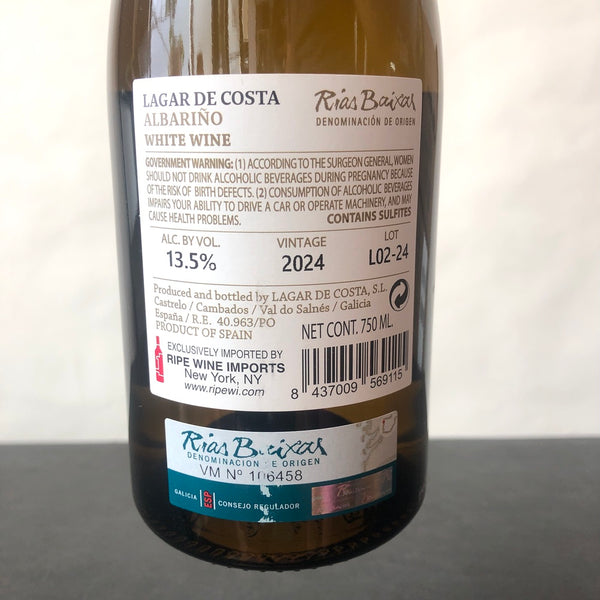 LAGAR DE COSTA
ALBARIÑO
WHITE WINE
Rías Baixas
DENOMINACIÓN DE ORIGEN
GOVERNMENT WARNING: (1) ACCORDING TO THE SURGEON GENERAL, WOMEN
SHOULD NOT DRINK ALCOHOLIC BEVERAGES DURING PREGNANCY BECAUSE
OF THE RISK OF BIRTH DEFECTS. (2) CONSUMPTION OF ALCOHOLIC BEVERAGES
IMPAIRS YOUR ABILITY TO DRIVE A CAR OR OPERATE MACHINERY, AND MAY
CAUSE HEALTH PROBLEMS. CONTAINS SULFITES
ALC. BY VOL.
13.5%
VINTAGE
2024
LOT
L02-24
Produced and bottled by LAGAR DE COSTA, S.L.
Castrelo / Cambados / Val do Salnés / Galicia
España / R.E. 40.963/PO
PRODUCT OF SPAIN
NET CONT. 750 ML.
EXCLUSIVELY IMPORTED BY
RIPE WINE IMPORTS
New York, NY
www.ripewi.com
8 437009 569115
Rías Baixas
DENOMINACION E ORIGEN
VM Nº 106458
GALICIA ESP CONSEJO REGULADOR